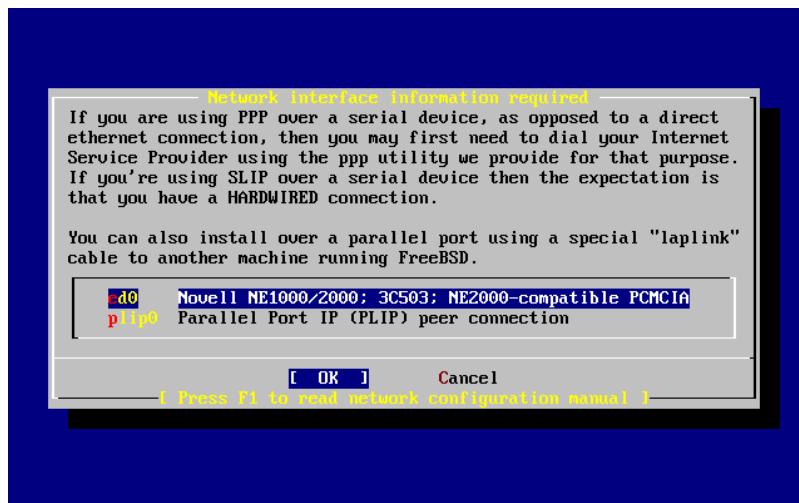 Network interface information required
If you are using PPP over a serial device, as opposed to a direct
ethernet connection, then you may first need to dial your Internet
Service Provider using the ppp utility we provide for that purpose.
If you're using SLIP over a serial device then the expectation is
that you have a HARDWIRED connection.
You can also install over a parallel port using a special "laplink"
cable to another machine running FreeBSD.
ed0 Novell NE1000/2000; 3C503; NE2000-compatible PCMCIA
plip0 Parallel Port IP (PLIP) peer connection
[ OK ] Cancel
[ Press F1 to read network configuration manual ]